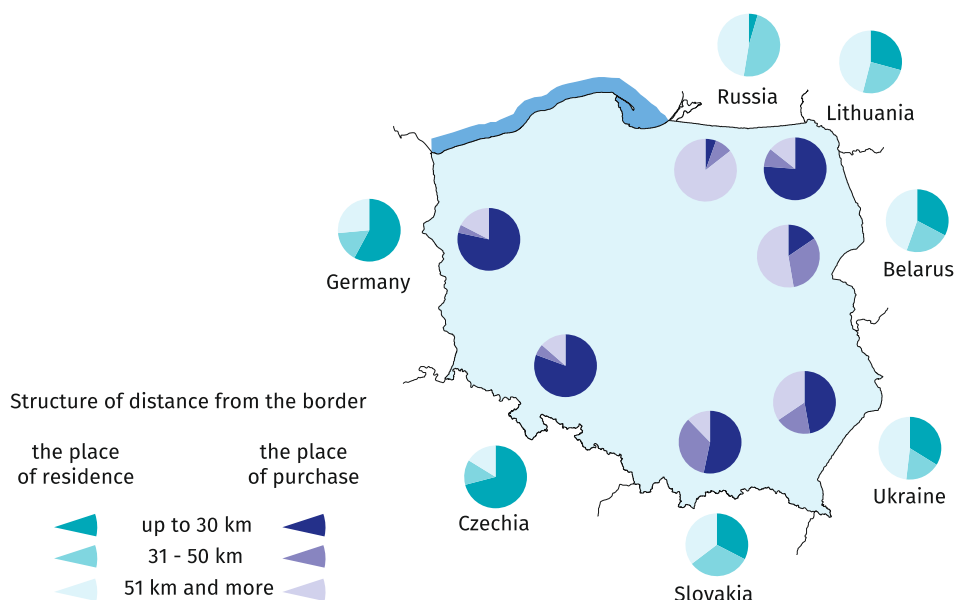 Russia
Lithuania
Germany
Belarus
Structure of distance from the border
the place
of residence
the place
of purchase
up to 30 km
31 - 50 km
51 km and more
Czechia
Ukraine
Slovakia